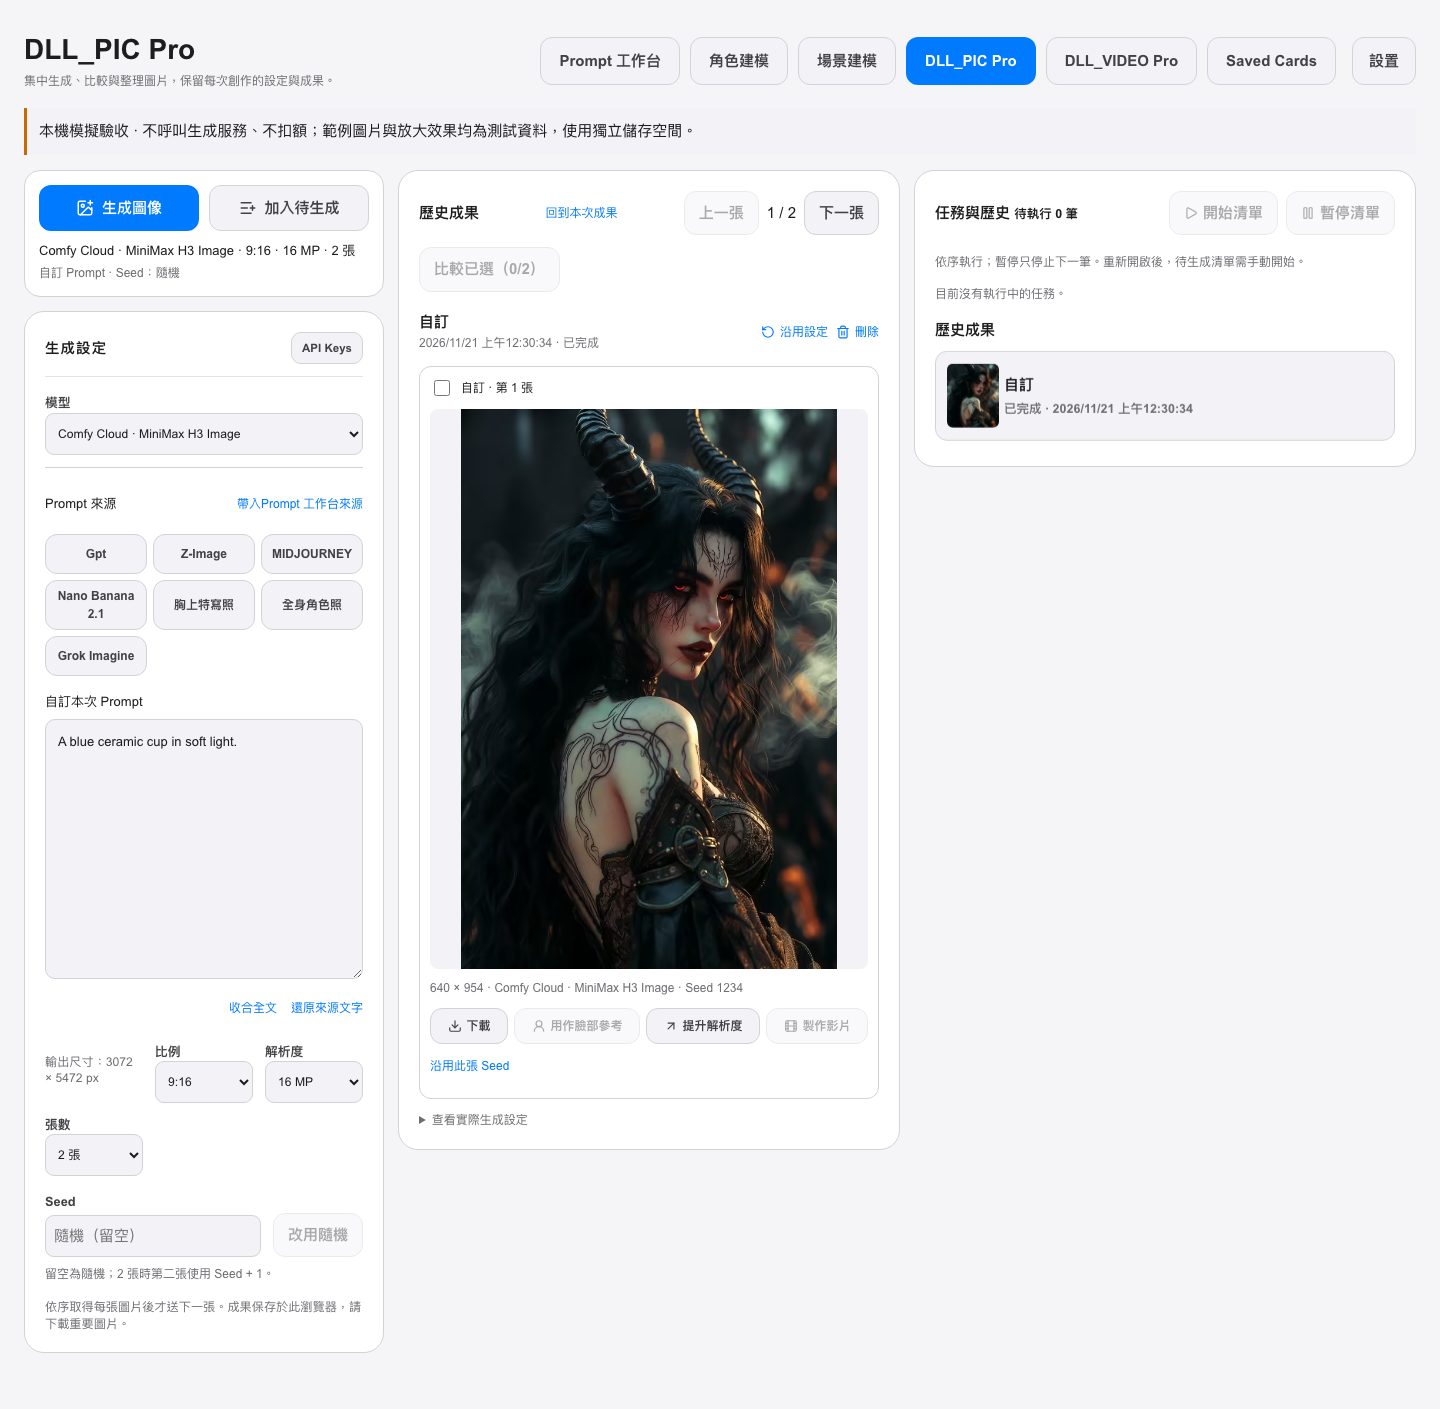 DLL_PIC Pro
集中生成、比較與整理圖片，保留每次創作的設定與成果。
Prompt 工作台
角色建模
場景建模
DLL_PIC Pro
DLL_VIDEO Pro
Saved Cards
設置
本機模擬驗收 · 不呼叫生成服務、不扣額；範例圖片與放大效果均為測試資料，使用獨立儲存空間。
生成圖像
加入待生成
Comfy Cloud · MiniMax H3 Image · 9:16 · 16 MP · 2 張
自訂 Prompt · Seed：隨機
生成設定
API Keys
模型
Comfy Cloud · MiniMax H3 Image
Prompt 來源
帶入Prompt 工作台來源
Gpt
Z-Image
MIDJOURNEY
Nano Banana
2.1
胸上特寫照
全身角色照
Grok Imagine
自訂本次 Prompt
A blue ceramic cup in soft light.
收合全文
還原來源文字
輸出尺寸：3072
× 5472 px
比例
9:16
解析度
16 MP
張數
2 張
Seed
隨機（留空）
改用隨機
留空為隨機；2 張時第二張使用 Seed + 1。
依序取得每張圖片後才送下一張。成果保存於此瀏覽器，請
下載重要圖片。
歷史成果
回到本次成果
上一張
1 / 2
下一張
比較已選（0/2）
自訂
2026/11/21 上午12:30:34 · 已完成
沿用設定
刪除
自訂 · 第 1 張
640 × 954 · Comfy Cloud · MiniMax H3 Image · Seed 1234
下載
用作臉部參考
提升解析度
製作影片
沿用此張 Seed
查看實際生成設定
任務與歷史 待執行 0 筆
開始清單
暫停清單
依序執行；暫停只停止下一筆。重新開啟後，待生成清單需手動開始。
目前沒有執行中的任務。
歷史成果
自訂
已完成 · 2026/11/21 上午12:30:34